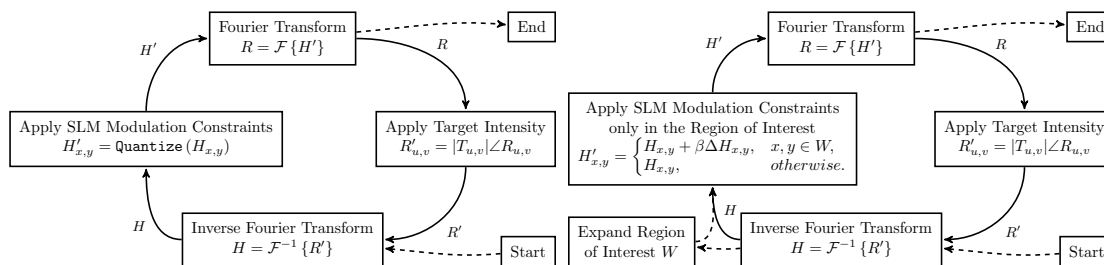 Fourier Transform
R = ℱ {H′}
End
H′
R
Apply SLM Modulation Constraints
H′x,y = Quantize (Hx,y)
Apply Target Intensity
R′u,v = |Tu,v|∠Ru,v
H
R′
Inverse Fourier Transform
H = ℱ−1 {R′}
Start
Fourier Transform
R = ℱ {H′}
End
H′
R
Apply SLM Modulation Constraints
only in the Region of Interest
H′x,y = { Hx,y + βΔHx,y, x, y ∈ W,
Hx,y, otherwise.
Apply Target Intensity
R′u,v = |Tu,v|∠Ru,v
H
R′
Expand Region
of Interest W
Inverse Fourier Transform
H = ℱ−1 {R′}
Start